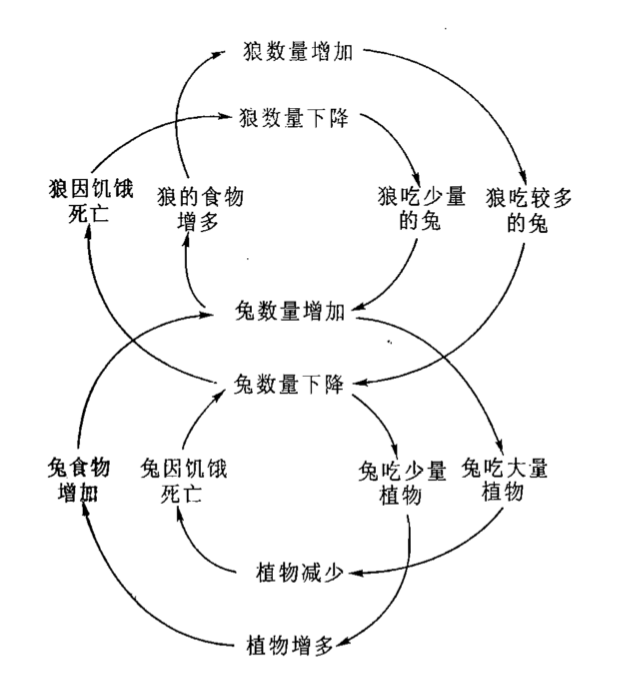 狼数量增加
狼数量下降
狼因饥饿
死亡
狼的食物
增多
狼吃少量
的兔
狼吃较多
的兔
兔数量增加
兔数量下降
兔食物
增加
兔因饥饿
死亡
兔吃少量
植物
兔吃大量
植物
植物减少
植物增多